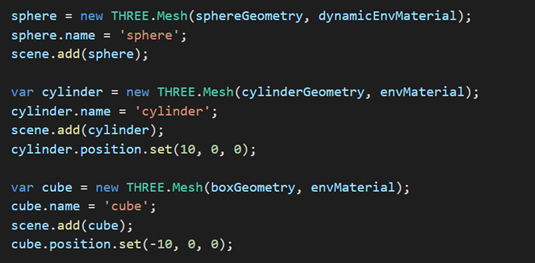 sphere = new THREE.Mesh(sphereGeometry, dynamicEnvMaterial);
sphere.name = 'sphere';
scene.add(sphere);
var cylinder = new THREE.Mesh(cylinderGeometry, envMaterial);
cylinder.name = 'cylinder';
scene.add(cylinder);
cylinder.position.set(10, 0, 0);
var cube = new THREE.Mesh(boxGeometry, envMaterial);
cube.name = 'cube';
scene.add(cube);
cube.position.set(-10, 0, 0);